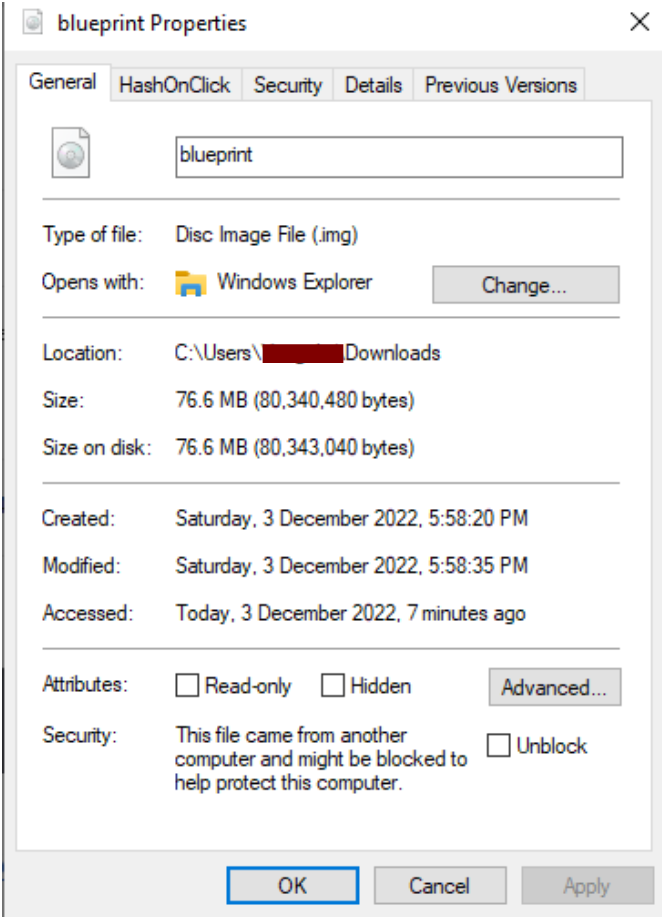 blueprint Properties
General HashOnClick Security Details Previous Versions
blueprint
Type of file: Disc Image File (.img)
Opens with: Windows Explorer Change...
Location: C:\Users\ Downloads
Size: 76.6 MB (80,340,480 bytes)
Size on disk: 76.6 MB (80,343,040 bytes)
Created: Saturday, 3 December 2022, 5:58:20 PM
Modified: Saturday, 3 December 2022, 5:58:35 PM
Accessed: Today, 3 December 2022, 7 minutes ago
Attributes: Read-only Hidden Advanced...
Security: This file came from another
computer and might be blocked to
help protect this computer.
Unblock
OK Cancel Apply